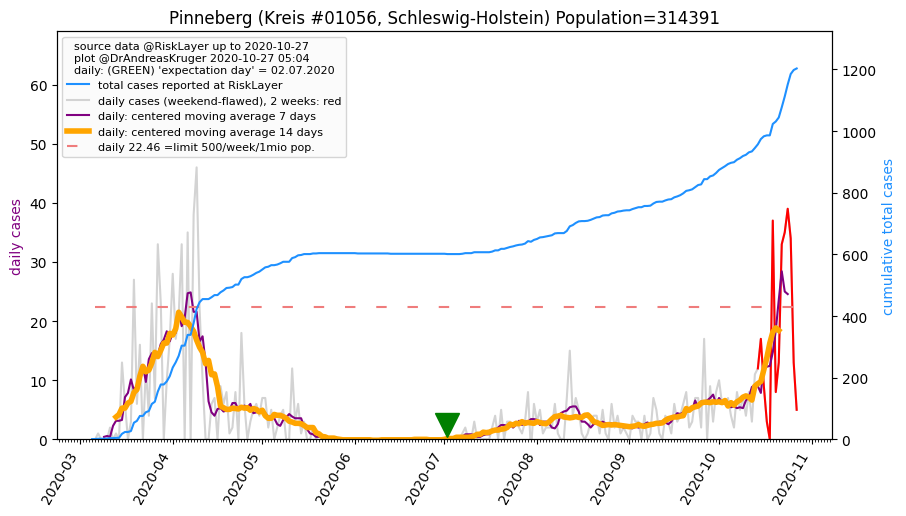 Pinneberg (Kreis #01056, Schleswig-Holstein) Population=314391
source data @RiskLayer up to 2020-10-27
plot @DrAndreasKruger 2020-10-27 05:04
daily: (GREEN) 'expectation day' = 02.07.2020
total cases reported at RiskLayer
daily cases (weekend-flawed), 2 weeks: red
daily: centered moving average 7 days
daily: centered moving average 14 days
daily 22.46 =limit 500/week/1mio pop.
daily cases
60
50
40
30
20
10
0
1200
1000
800
600
400
200
0
cumulative total cases
2020-03
2020-04
2020-05
2020-06
2020-07
2020-08
2020-09
2020-10
2020-11